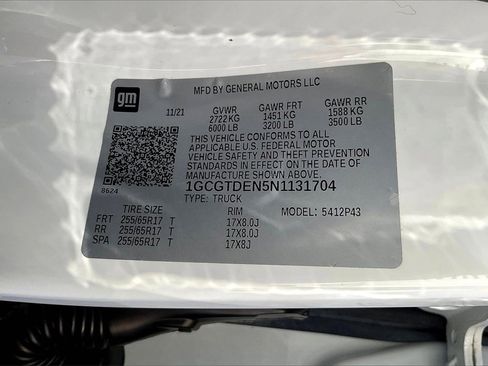 MFD BY GENERAL MOTORS LLC
gm
11/21 GVWR GAWR FRT GAWR RR
2722 KG 1451 KG 1588 KG
6000 LB 3200 LB 3500 LB
THIS VEHICLE CONFORMS TO ALL
APPLICABLE U.S. FEDERAL MOTOR
VEHICLE SAFETY AND THEFT PREVENTION
STANDARDS IN EFFECT ON THE DATE OF
MANUFACTURE SHOWN ABOVE.
8624
1GCGTDEN5N1131704
TYPE: TRUCK
TIRE SIZE RIM MODEL: 5412P43
FRT 255/65R17 T 17X8.0J
RR 255/65R17 T 17X8.0J
SPA 255/65R17 T 17X8J